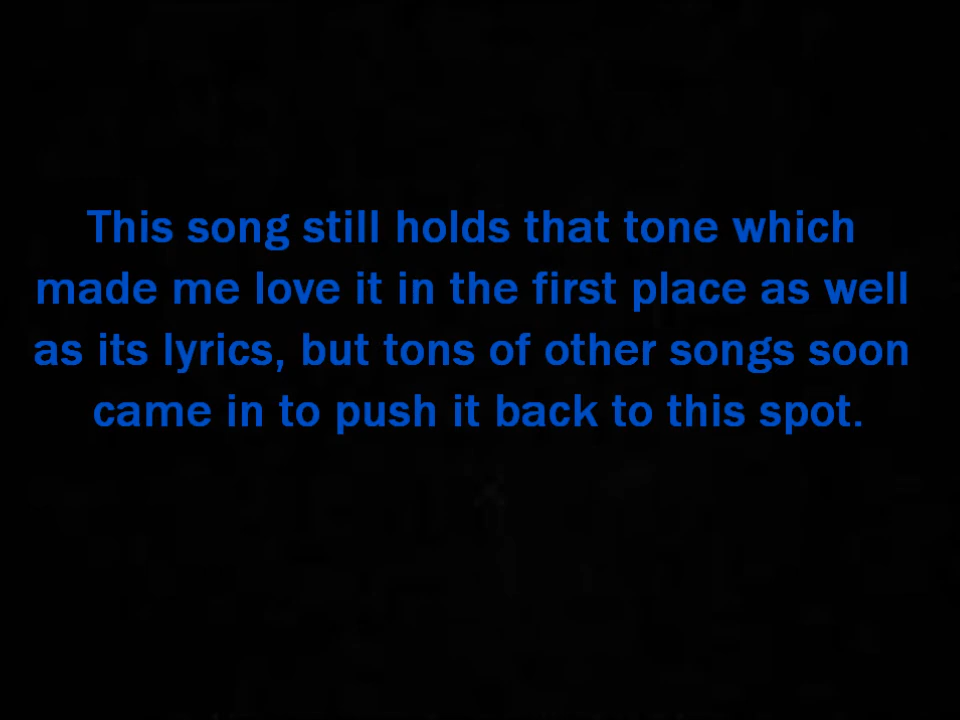 This song still holds that tone which
made me love it in the first place as well
as its lyrics, but tons of other songs soon
came in to push it back to this spot.